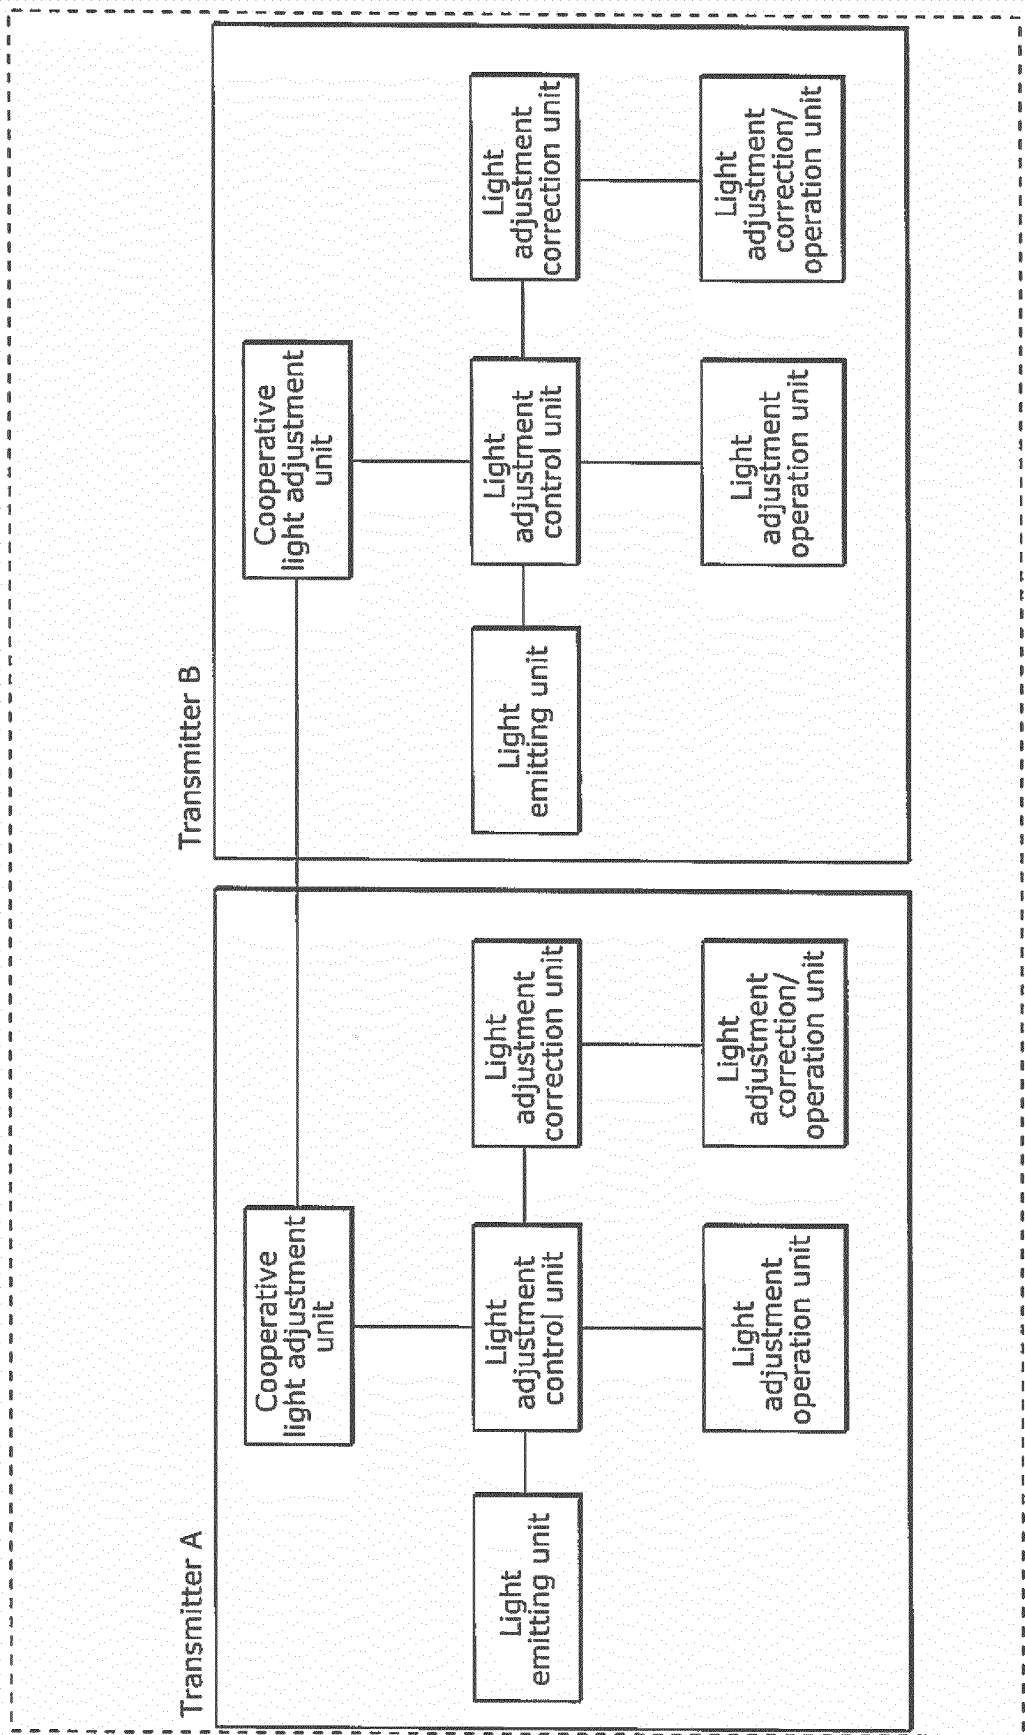 Transmitter A
Cooperative
light adjustment
unit
Light
emitting unit
Light
adjustment
control unit
Light
adjustment
correction unit
Light
adjustment
operation unit
Light
adjustment
correction/
operation unit
Transmitter B
Cooperative
light adjustment
unit
Light
emitting unit
Light
adjustment
control unit
Light
adjustment
correction unit
Light
adjustment
operation unit
Light
adjustment
correction/
operation unit